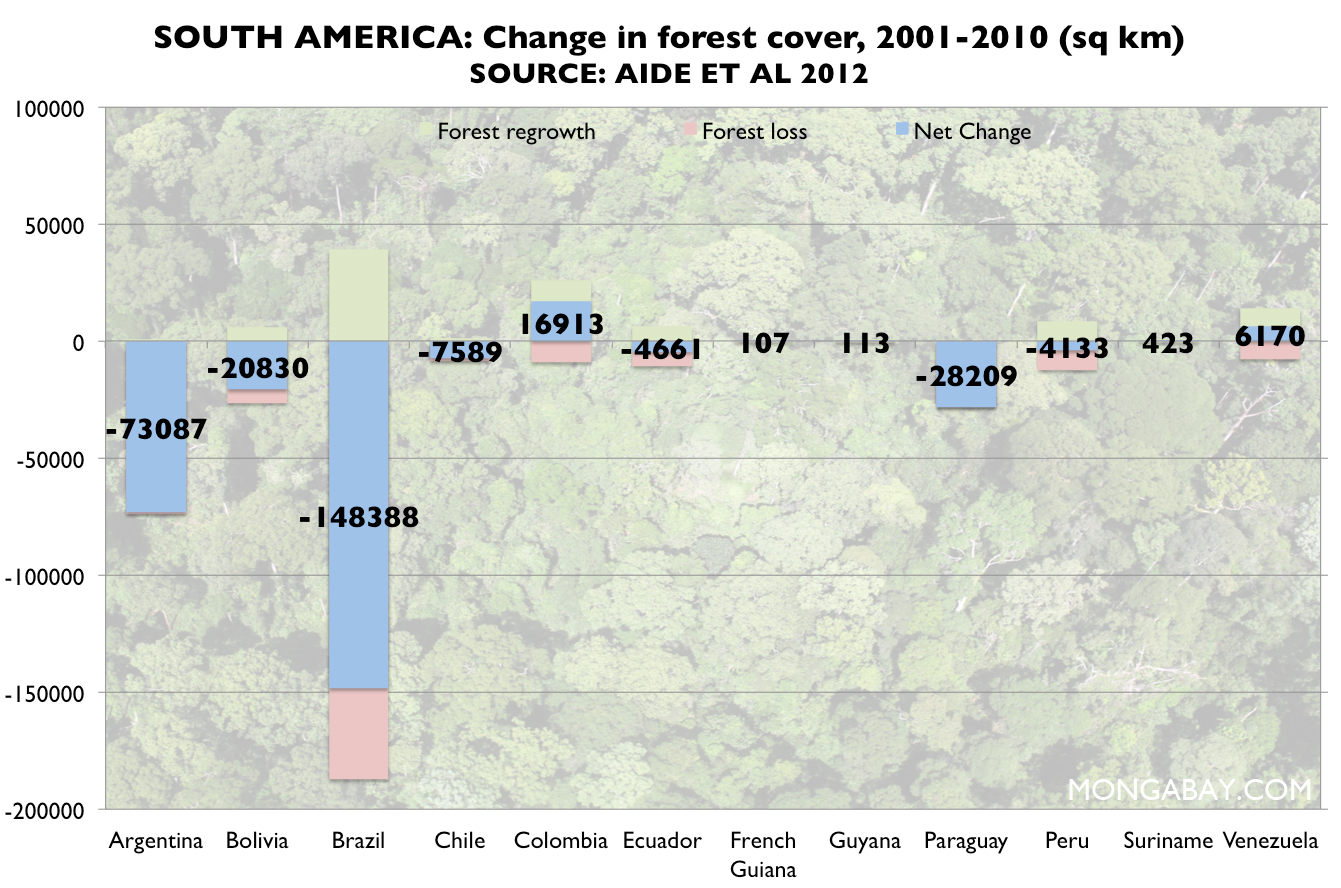 SOUTH AMERICA: Change in forest cover, 2001-2010 (sq km)
SOURCE: AIDE ET AL 2012
100000
Forest regrowth Forest loss Net Change
50000
0
-73087 -20830 -148388 -7589 16913 -4661 107 113 -28209 -4133 423 6170
-50000
-100000
-150000
MONGABAY.COM
-200000
Argentina Bolivia Brazil Chile Colombia Ecuador French Guyana Paraguay Peru Suriname Venezuela
Guiana